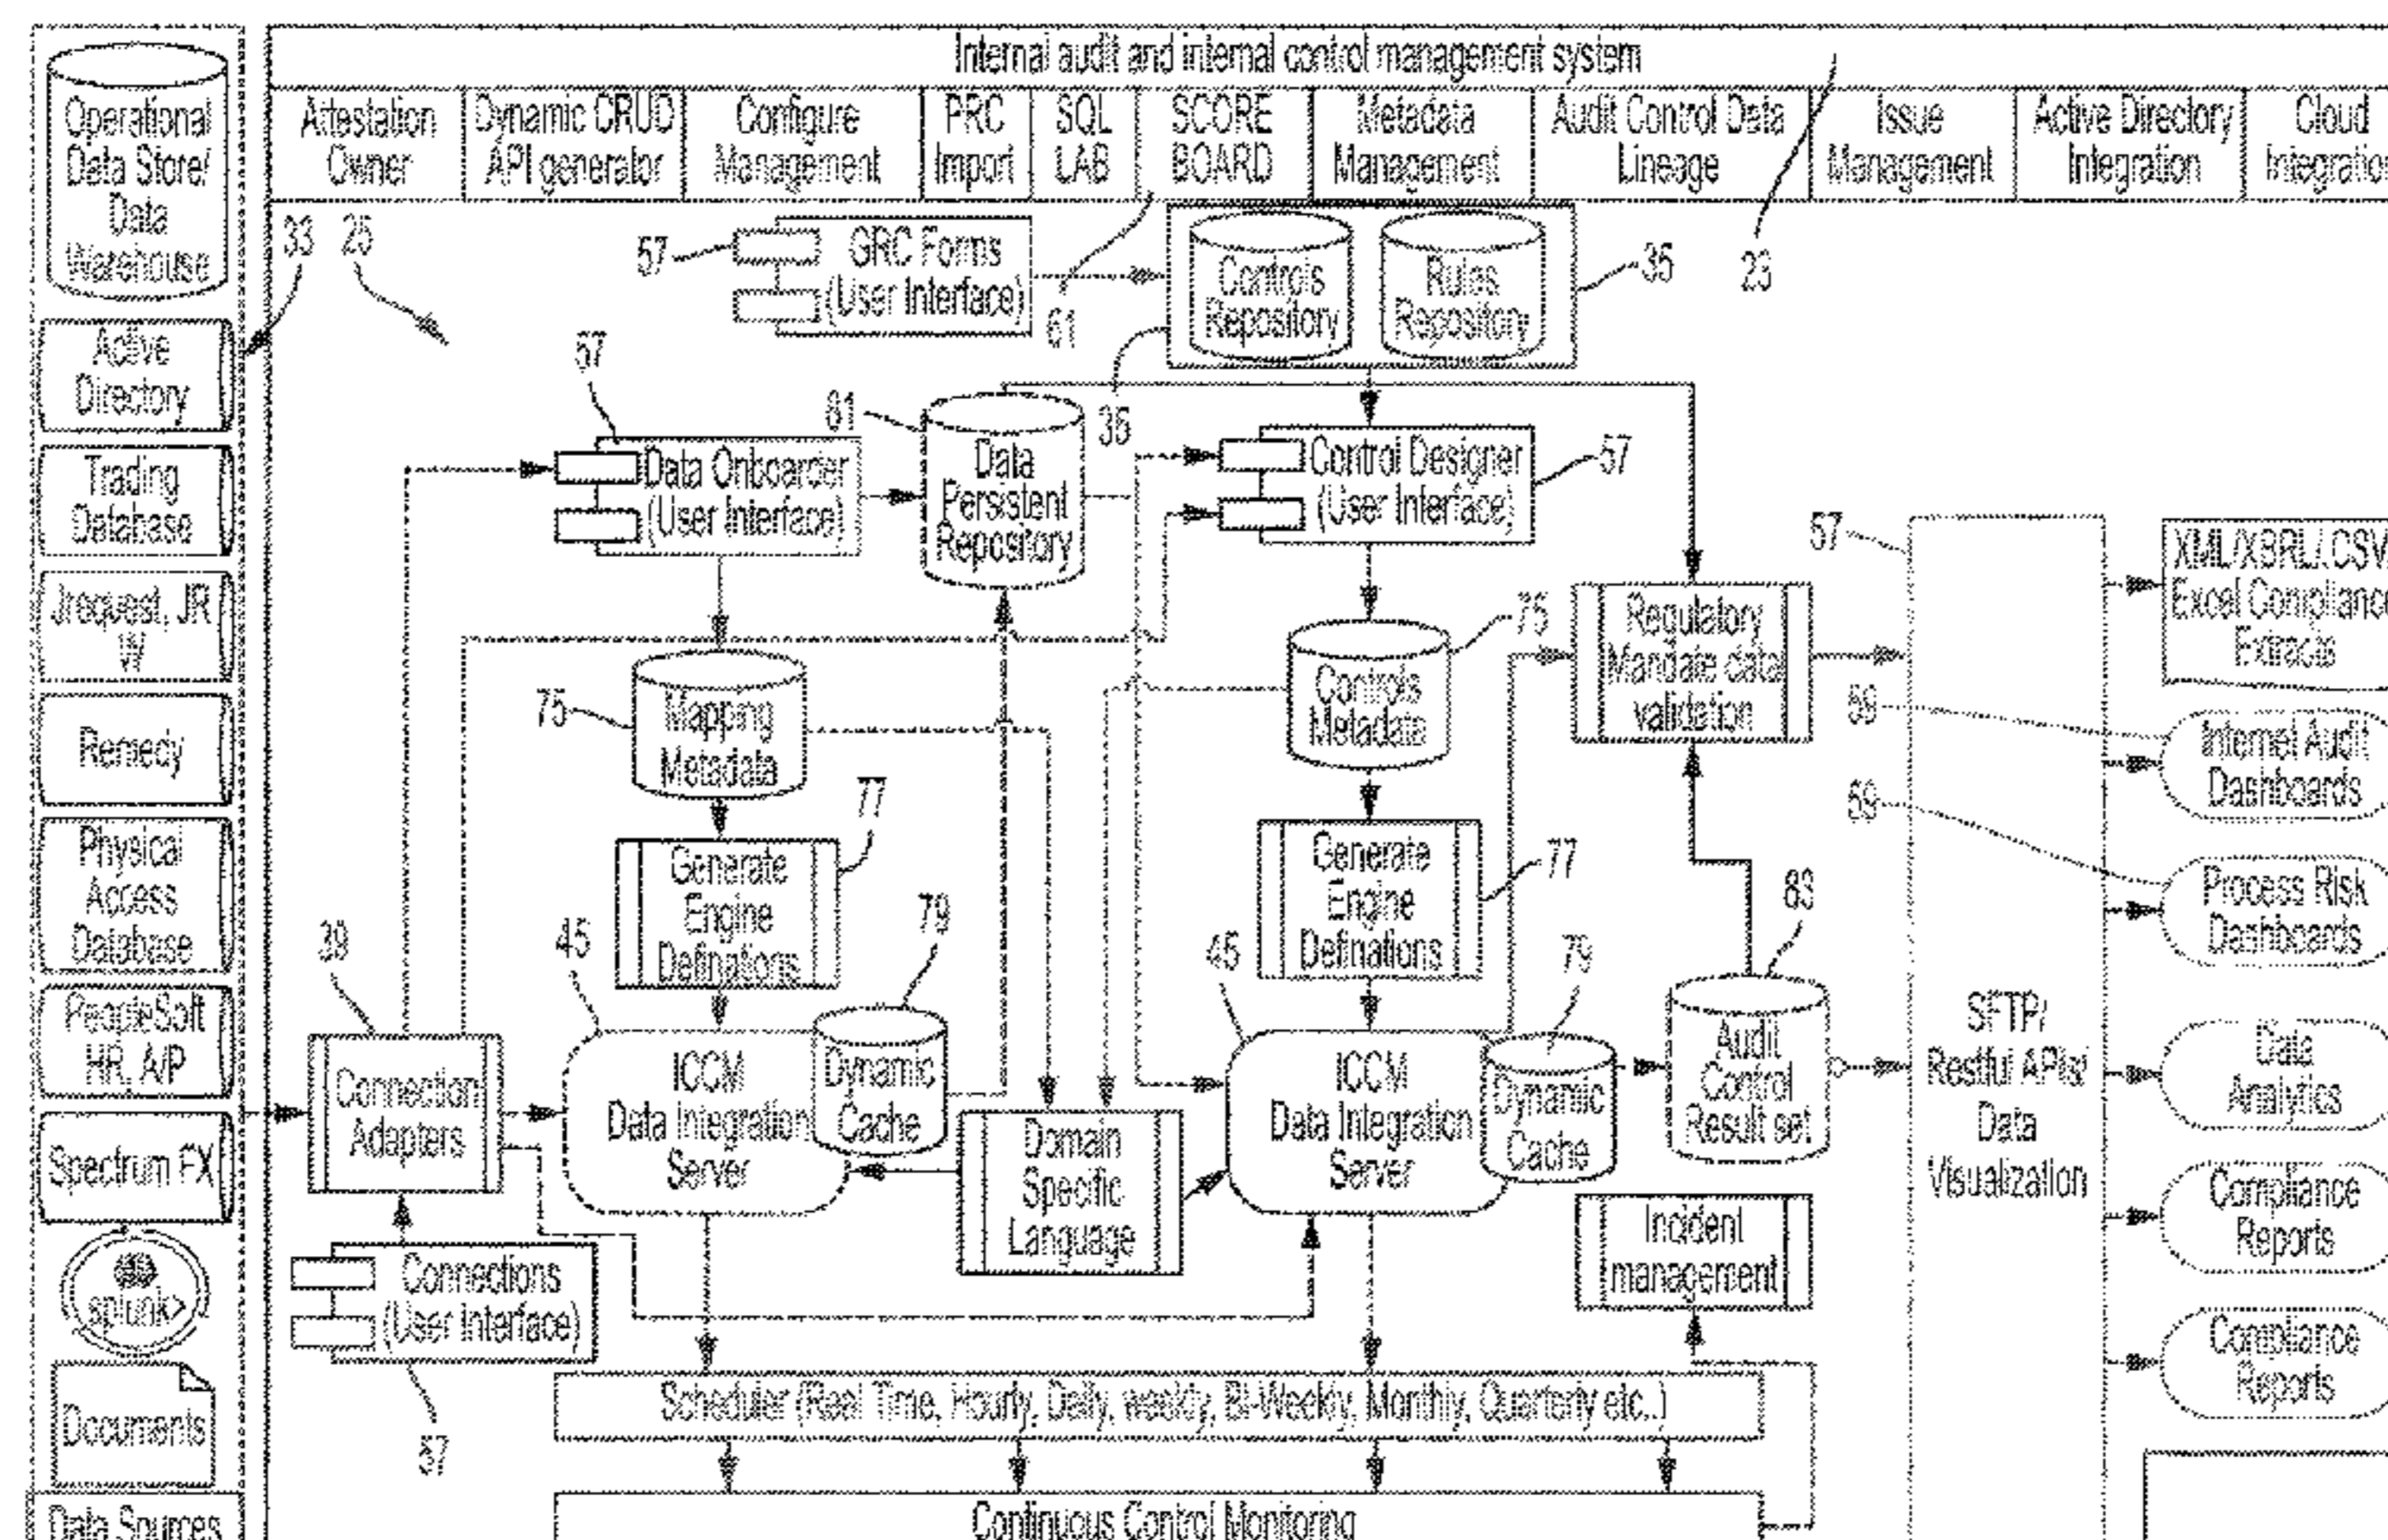 Internal audit and internal control management system
Attestation
Owner
Dynamic CRUD
API generator
Configure
Management
PRC
Import
SQL
LAB
SCORE
BOARD
Metadata
Management
Audit Control Data
Lineage
Issue
Management
Active Directory
Integration
Cloud
Operational
Data Store/
Data
Warehouse
Active
Directory
Trading
Database
Jrequest, JR
W
Remedy
Physical
Access
Database
PeopleSoft
HR, A/P
Spectrum FX
splunk>
Documents
Data Sources
33
25
57
GRC Forms
(User Interface)
61
Controls
Repository
Rules
Repository
35
23
35
57
Data Onboarder
(User Interface)
Data
Persistent
Repository
Control Designer
(User Interface)
57
75
Mapping
Metadata
Controls
Metadata
75
Regulatory
Mandate data
validation
57
77
Generate
Engine
Definations
Generate
Engine
Definations
77
39
Connection
Adapters
45
ICCM
Data Integration
Server
79
Dynamic
Cache
Domain
Specific
Language
45
ICCM
Data Integration
Server
79
Dynamic
Cache
Audit
Control
Result set
Incident
management
Connections
(User Interface)
Scheduler (Real Time, Hourly, Daily, weekly, Bi-Weekly, Monthly, Quarterly etc..)
Continuous Control Monitoring
SFTP/
Restful APIs/
Data
Visualization
XML/XBRL/.CSV/
Extracts
59
Internet Audit
Dashboards
59
Process Risk
Dashboards
Data
Analytics
Compliance
Reports
Compliance
Reports